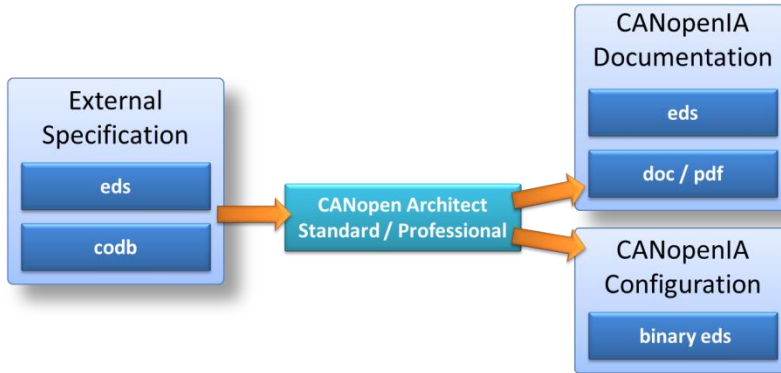 External
Specification
eds
codb
CANopen Architect
Standard / Professional
CANopenIA
Documentation
eds
doc / pdf
CANopenIA
Configuration
binary eds